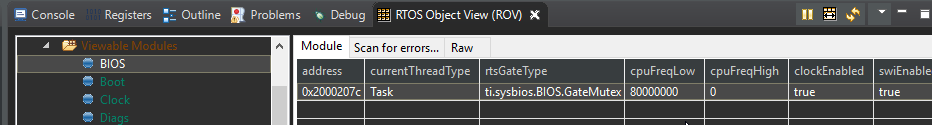 Console Registers Outline Problems Debug RTOS Object View (ROV)
Viewable Modules
BIOS
Boot
Clock
Diags
Module Scan for errors... Raw
address currentThreadType rtsGateType cpuFreqLow cpuFreqHigh clockEnabled swiEnable
0x2000207c Task ti.sysbios.BIOS.GateMutex 80000000 0 true true